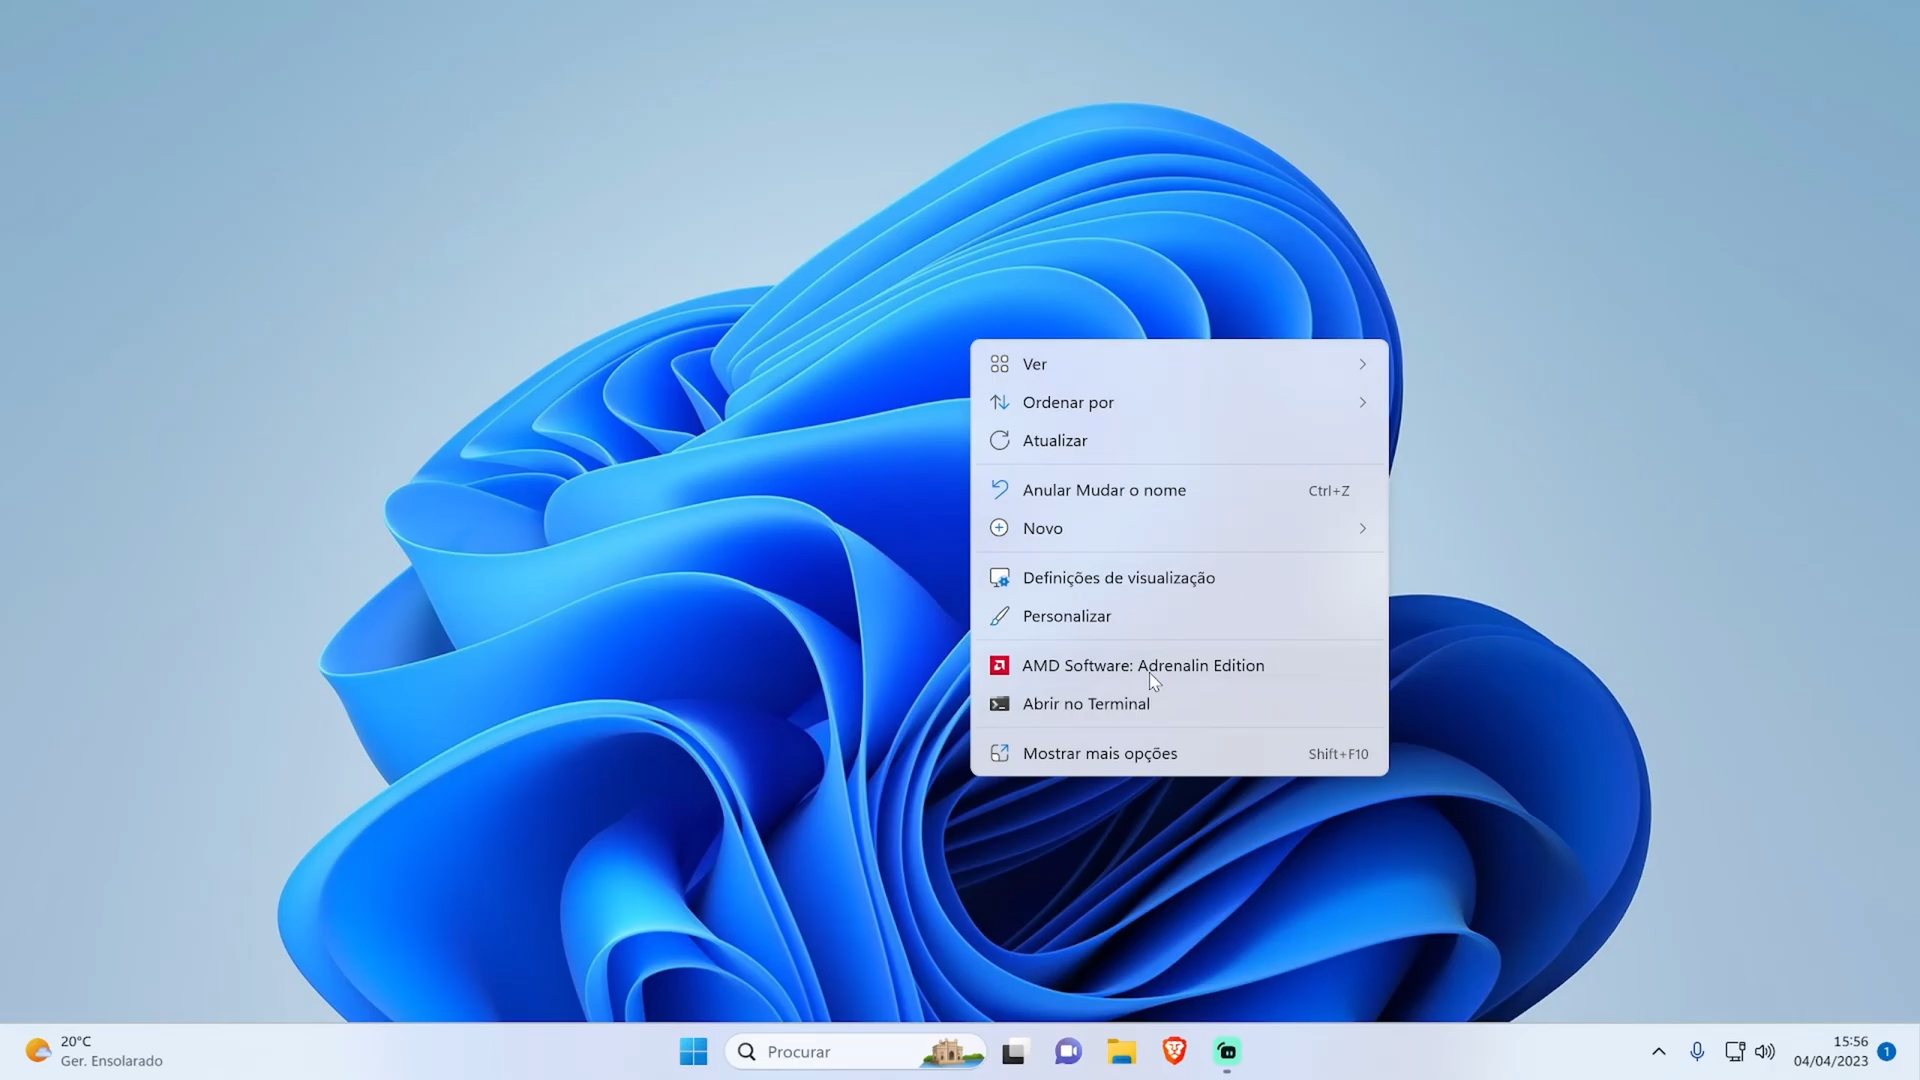 Ver
Ordenar por
Atualizar
Anular Mudar o nome Ctrl+Z
Novo
Definições de visualização
Personalizar
AMD Software: Adrenalin Edition
Abrir no Terminal
Mostrar mais opções Shift+F10
20°C
Ger. Ensolarado
Procurar
15:56
04/04/2023
1